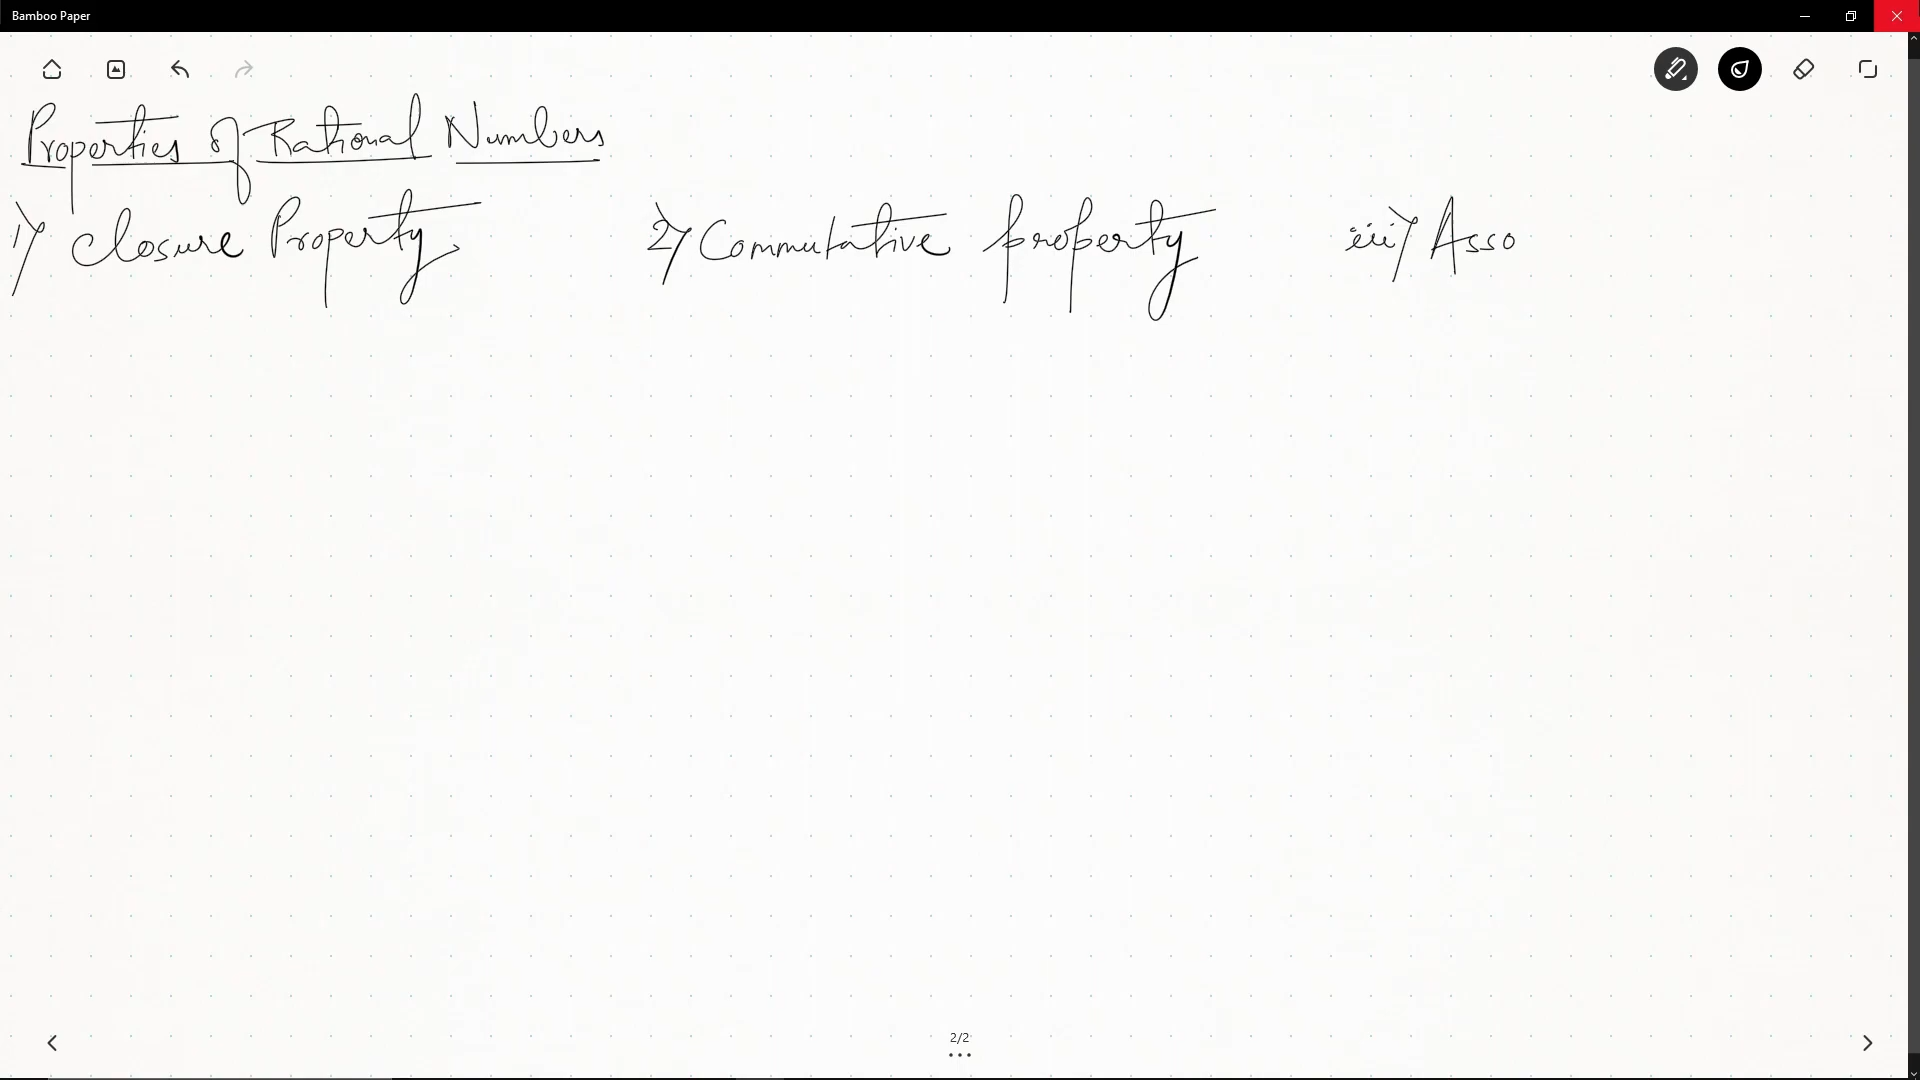 Bamboo Paper
Properties of Rational Numbers
1) Closure Property 2) Commutative property iii) Asso
2/2